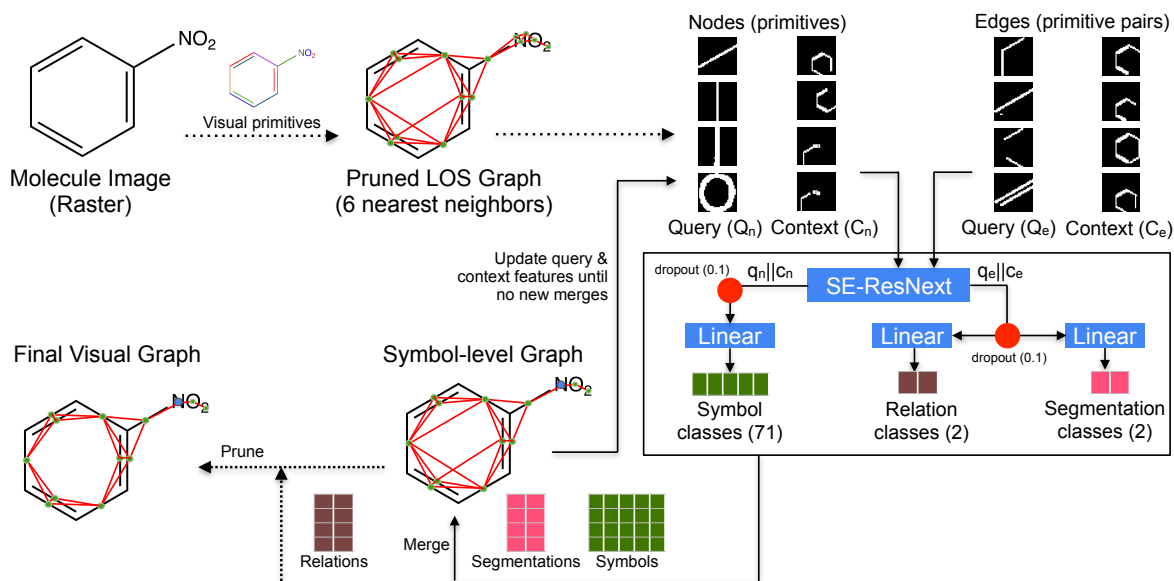 NO₂
NO₂
Visual primitives
Molecule Image
(Raster)
NO₂
Pruned LOS Graph
(6 nearest neighbors)
Nodes (primitives)
Edges (primitive pairs)
Query (Qₙ)
Context (Cₙ)
Query (Qₑ)
Context (Cₑ)
Update query &
context features until
no new merges
dropout (0.1)
qₙ||cₙ
SE-ResNext
qₑ||cₑ
Linear
Linear
Linear
dropout (0.1)
Symbol
classes (71)
Relation
classes (2)
Segmentation
classes (2)
Final Visual Graph
NO₂
Prune
Symbol-level Graph
NO₂
Relations
Merge
Segmentations
Symbols